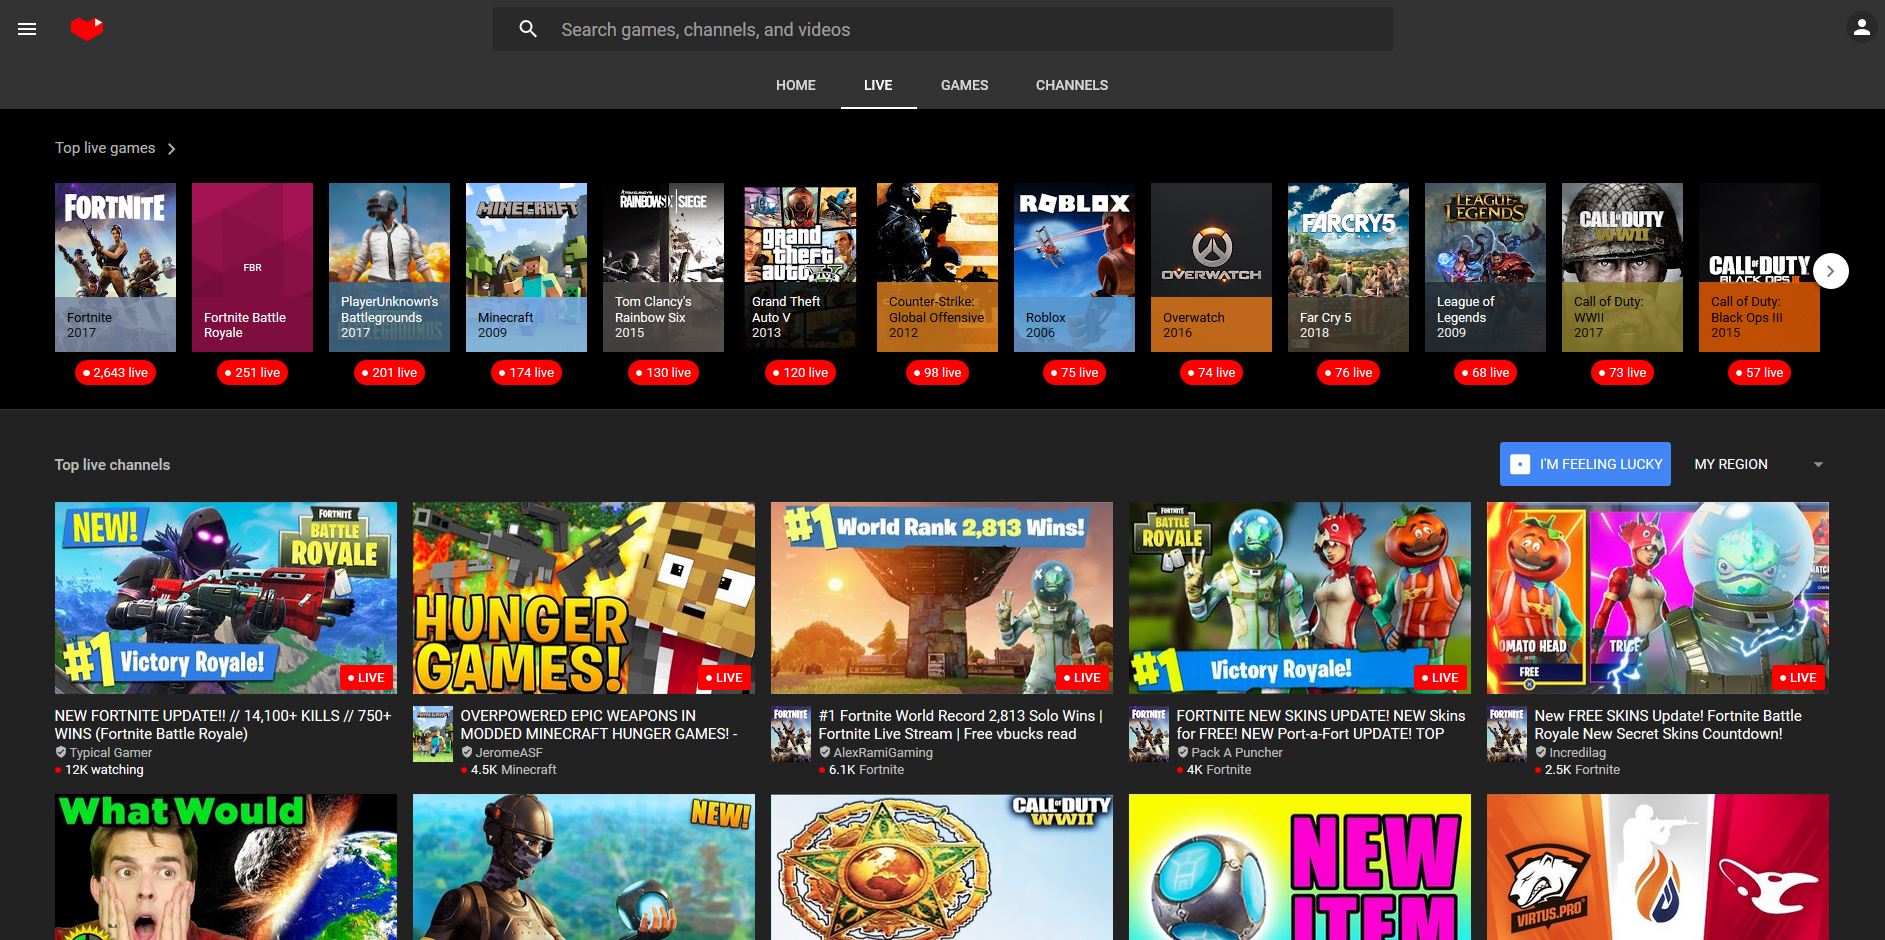 Search games, channels, and videos
HOME
LIVE
GAMES
CHANNELS
Top live games
FORTNITE
Fortnite
2017
2,643 live
FBR
Fortnite Battle
Royale
251 live
PlayerUnknown's
Battlegrounds
2017
201 live
MINECRAFT
Minecraft
2009
174 live
TOM CLANCY'S
RAINBOW SIX SIEGE
Tom Clancy's
Rainbow Six
2015
130 live
grand
theft
auto V
Grand Theft
Auto V
2013
120 live
Counter-Strike:
Global Offensive
2012
98 live
ROBLOX
Roblox
2006
75 live
OVERWATCH
Overwatch
2016
74 live
FARCRY5
Far Cry 5
2018
76 live
LEAGUE OF
LEGENDS
League of
Legends
2009
68 live
CALL OF DUTY
WWII
Call of Duty:
WWII
2017
73 live
CALL OF DUTY
BLACK OPS III
Call of Duty:
Black Ops III
2015
57 live
Top live channels
I'M FEELING LUCKY
MY REGION
NEW!
FORTNITE
BATTLE
ROYALE
#1 Victory Royale!
LIVE
NEW FORTNITE UPDATE!! // 14,100+ KILLS // 750+
WINS (Fortnite Battle Royale)
Typical Gamer
12K watching
HUNGER
GAMES!
LIVE
OVERPOWERED EPIC WEAPONS IN
MODDED MINECRAFT HUNGER GAMES! -
JeromeASF
4.5K Minecraft
#1 World Rank 2,813 Wins!
LIVE
#1 Fortnite World Record 2,813 Solo Wins |
Fortnite Live Stream | Free vbucks read
AlexRamiGaming
6.1K Fortnite
FORTNITE
BATTLE
ROYALE
#1 Victory Royale!
LIVE
FORTNITE NEW SKINS UPDATE! NEW Skins
for FREE! NEW Port-a-Fort UPDATE! TOP
Pack A Puncher
4K Fortnite
OMATO HEAD
FREE
TRICE
LIVE
New FREE SKINS Update! Fortnite Battle
Royale New Secret Skins Countdown!
Incredilag
2.5K Fortnite
What Would
NEW!
CALL OF DUTY
WWII
NEW
ITEM
VIRTUS.PRO